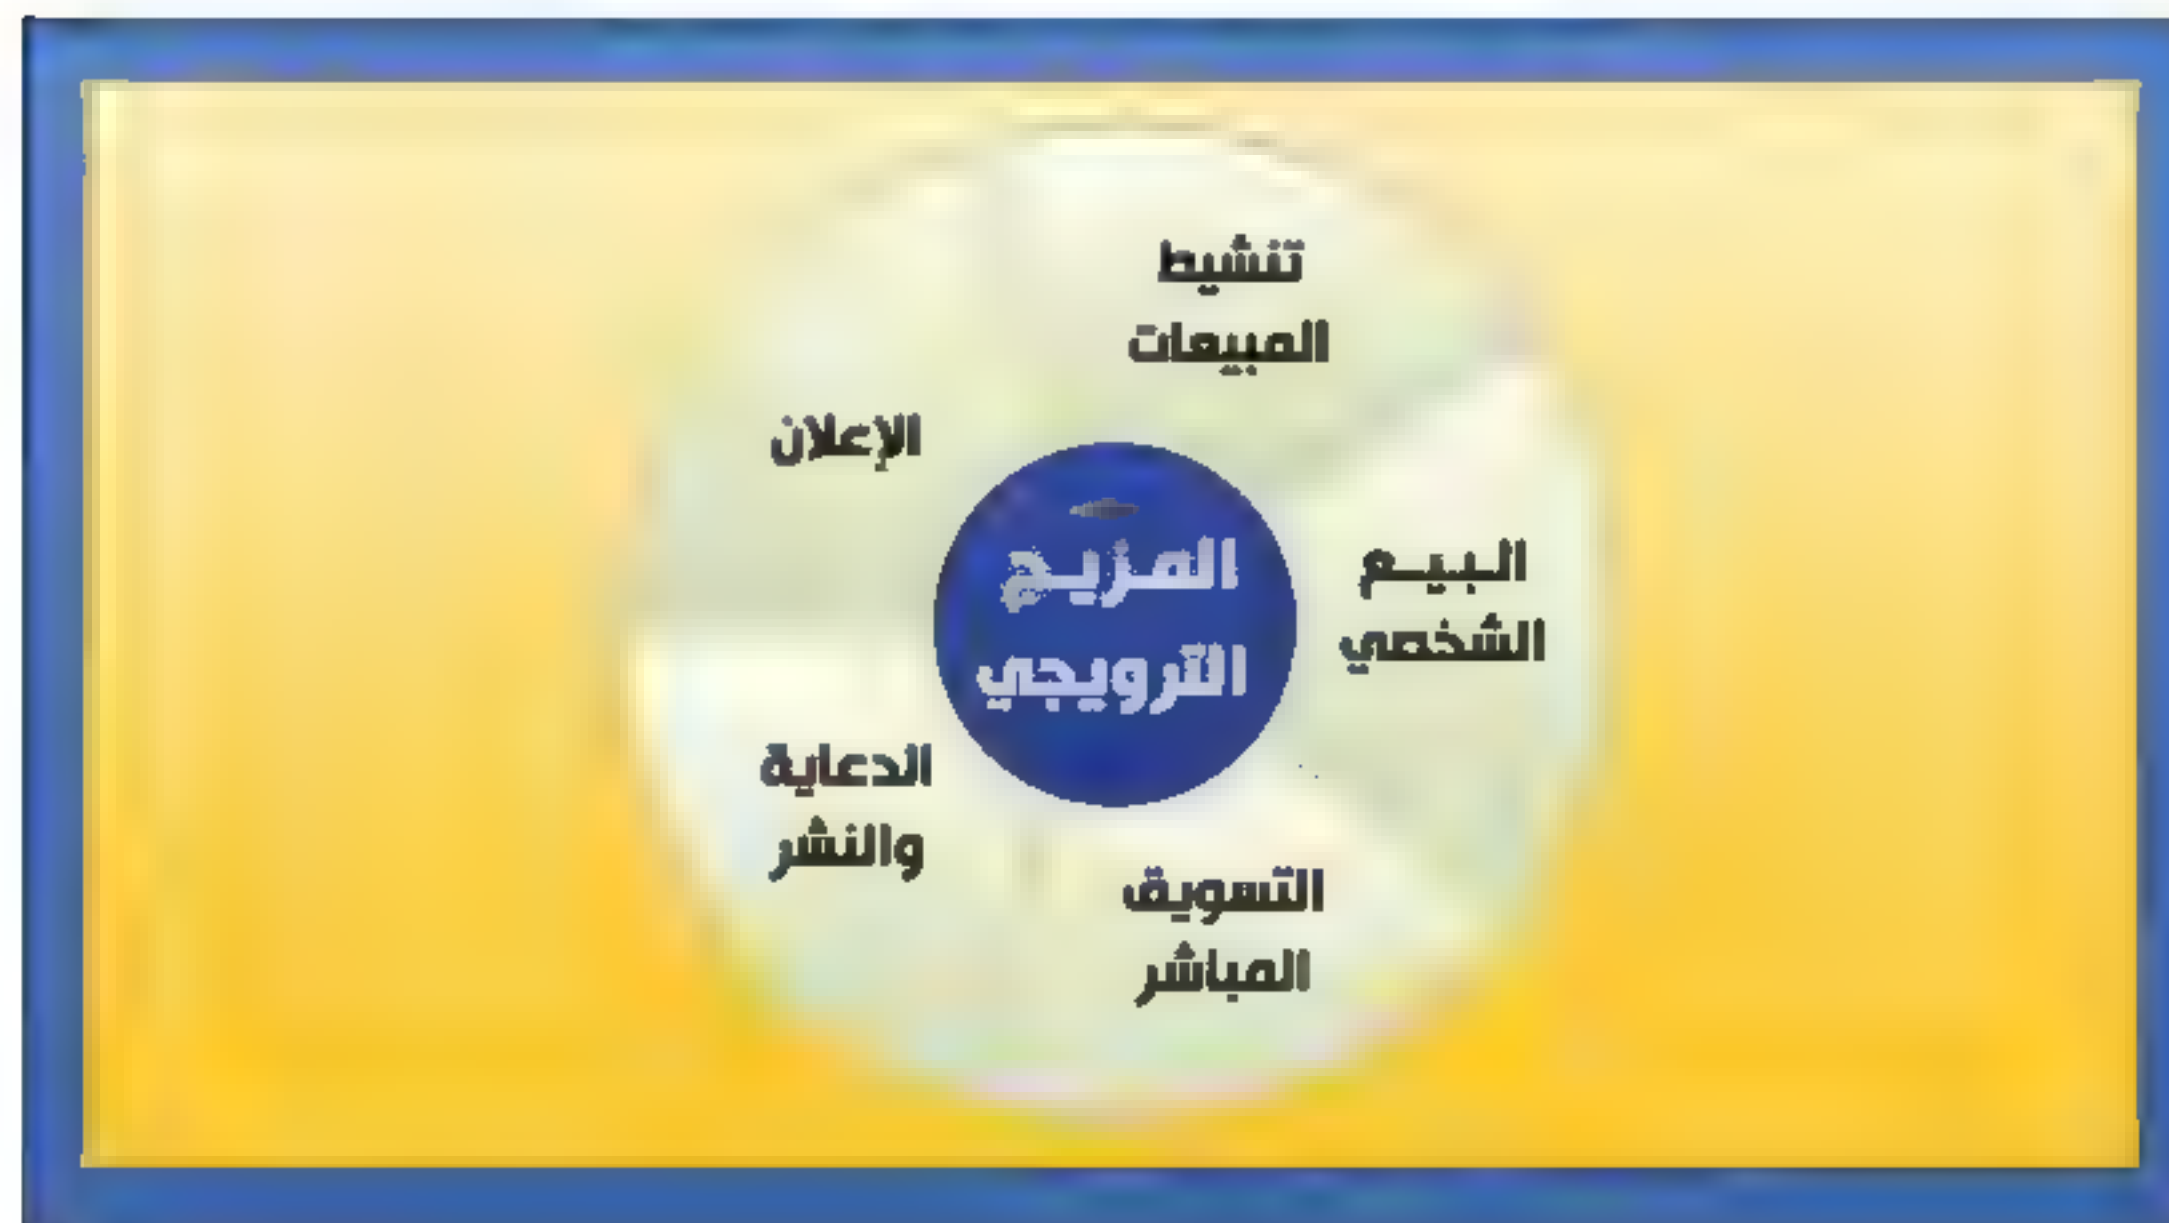 تنشيط
المبيعات
الإعلان
البيع
الشخصي
المزيج
الترويجي
الدعاية
والنشر
التسويق
المباشر